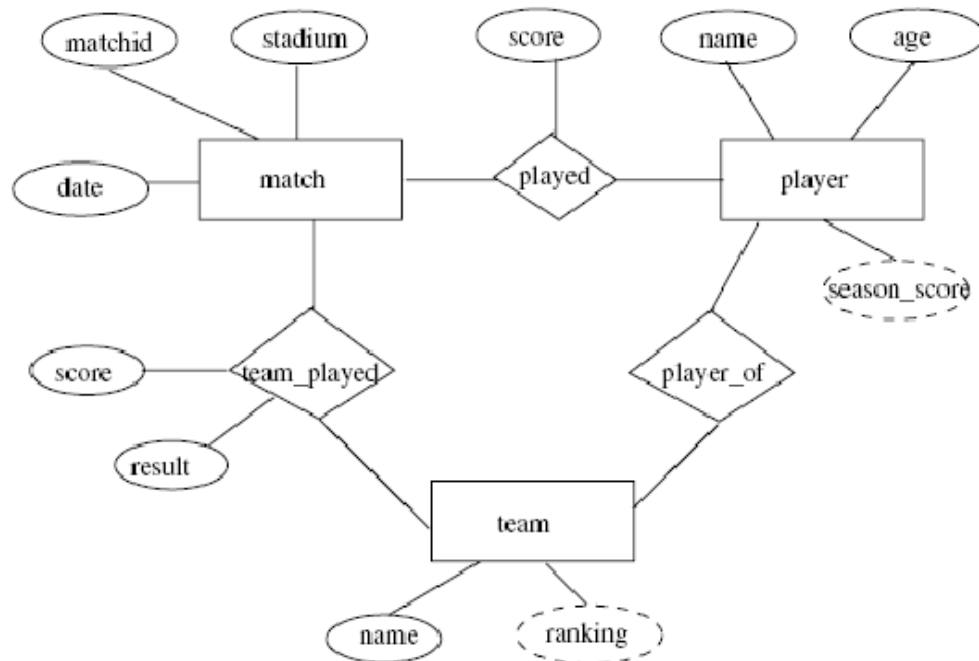 matchid
stadium
score
name
age
date
match
played
player
season_score
score
team_played
player_of
result
team
name
ranking